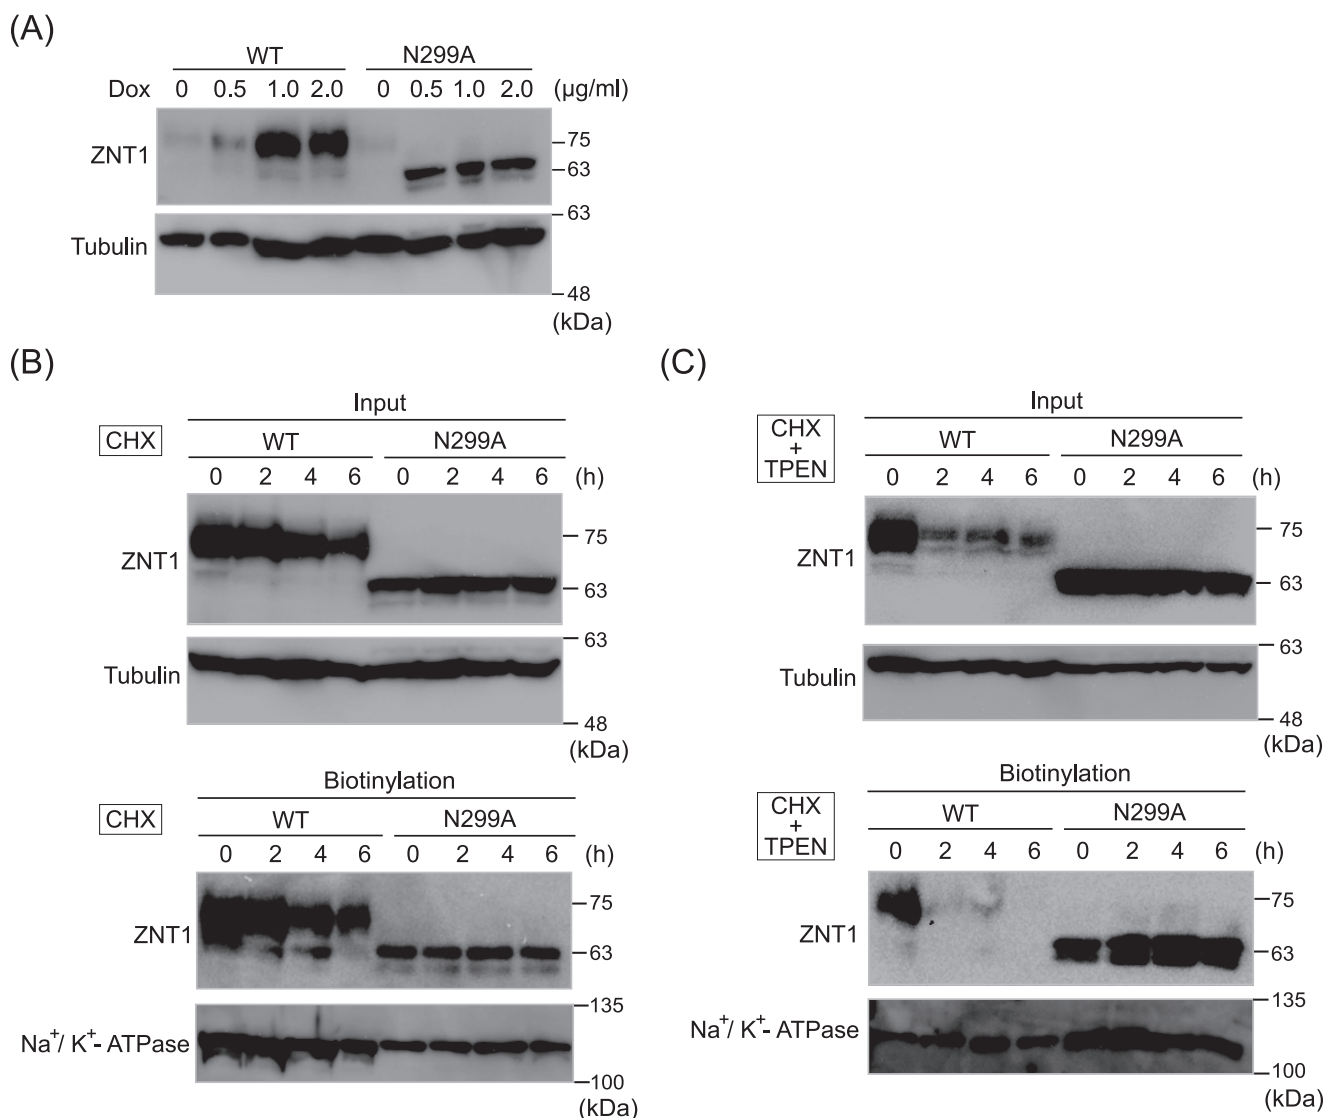 (A)
WT N299A
Dox 0 0.5 1.0 2.0 0 0.5 1.0 2.0 (μg/ml)
ZNT1
75
63
Tubulin
63
48
(kDa)
(B)
Input
CHX WT N299A
0 2 4 6 0 2 4 6 (h)
ZNT1
75
63
Tubulin
63
48
(kDa)
Biotinylation
CHX WT N299A
0 2 4 6 0 2 4 6 (h)
ZNT1
75
63
Na+/ K+- ATPase
135
100
(kDa)
(C)
Input
CHX
+
TPEN
WT N299A
0 2 4 6 0 2 4 6 (h)
ZNT1
75
63
Tubulin
63
48
(kDa)
Biotinylation
CHX
+
TPEN
WT N299A
0 2 4 6 0 2 4 6 (h)
ZNT1
75
63
Na+/ K+- ATPase
135
100
(kDa)